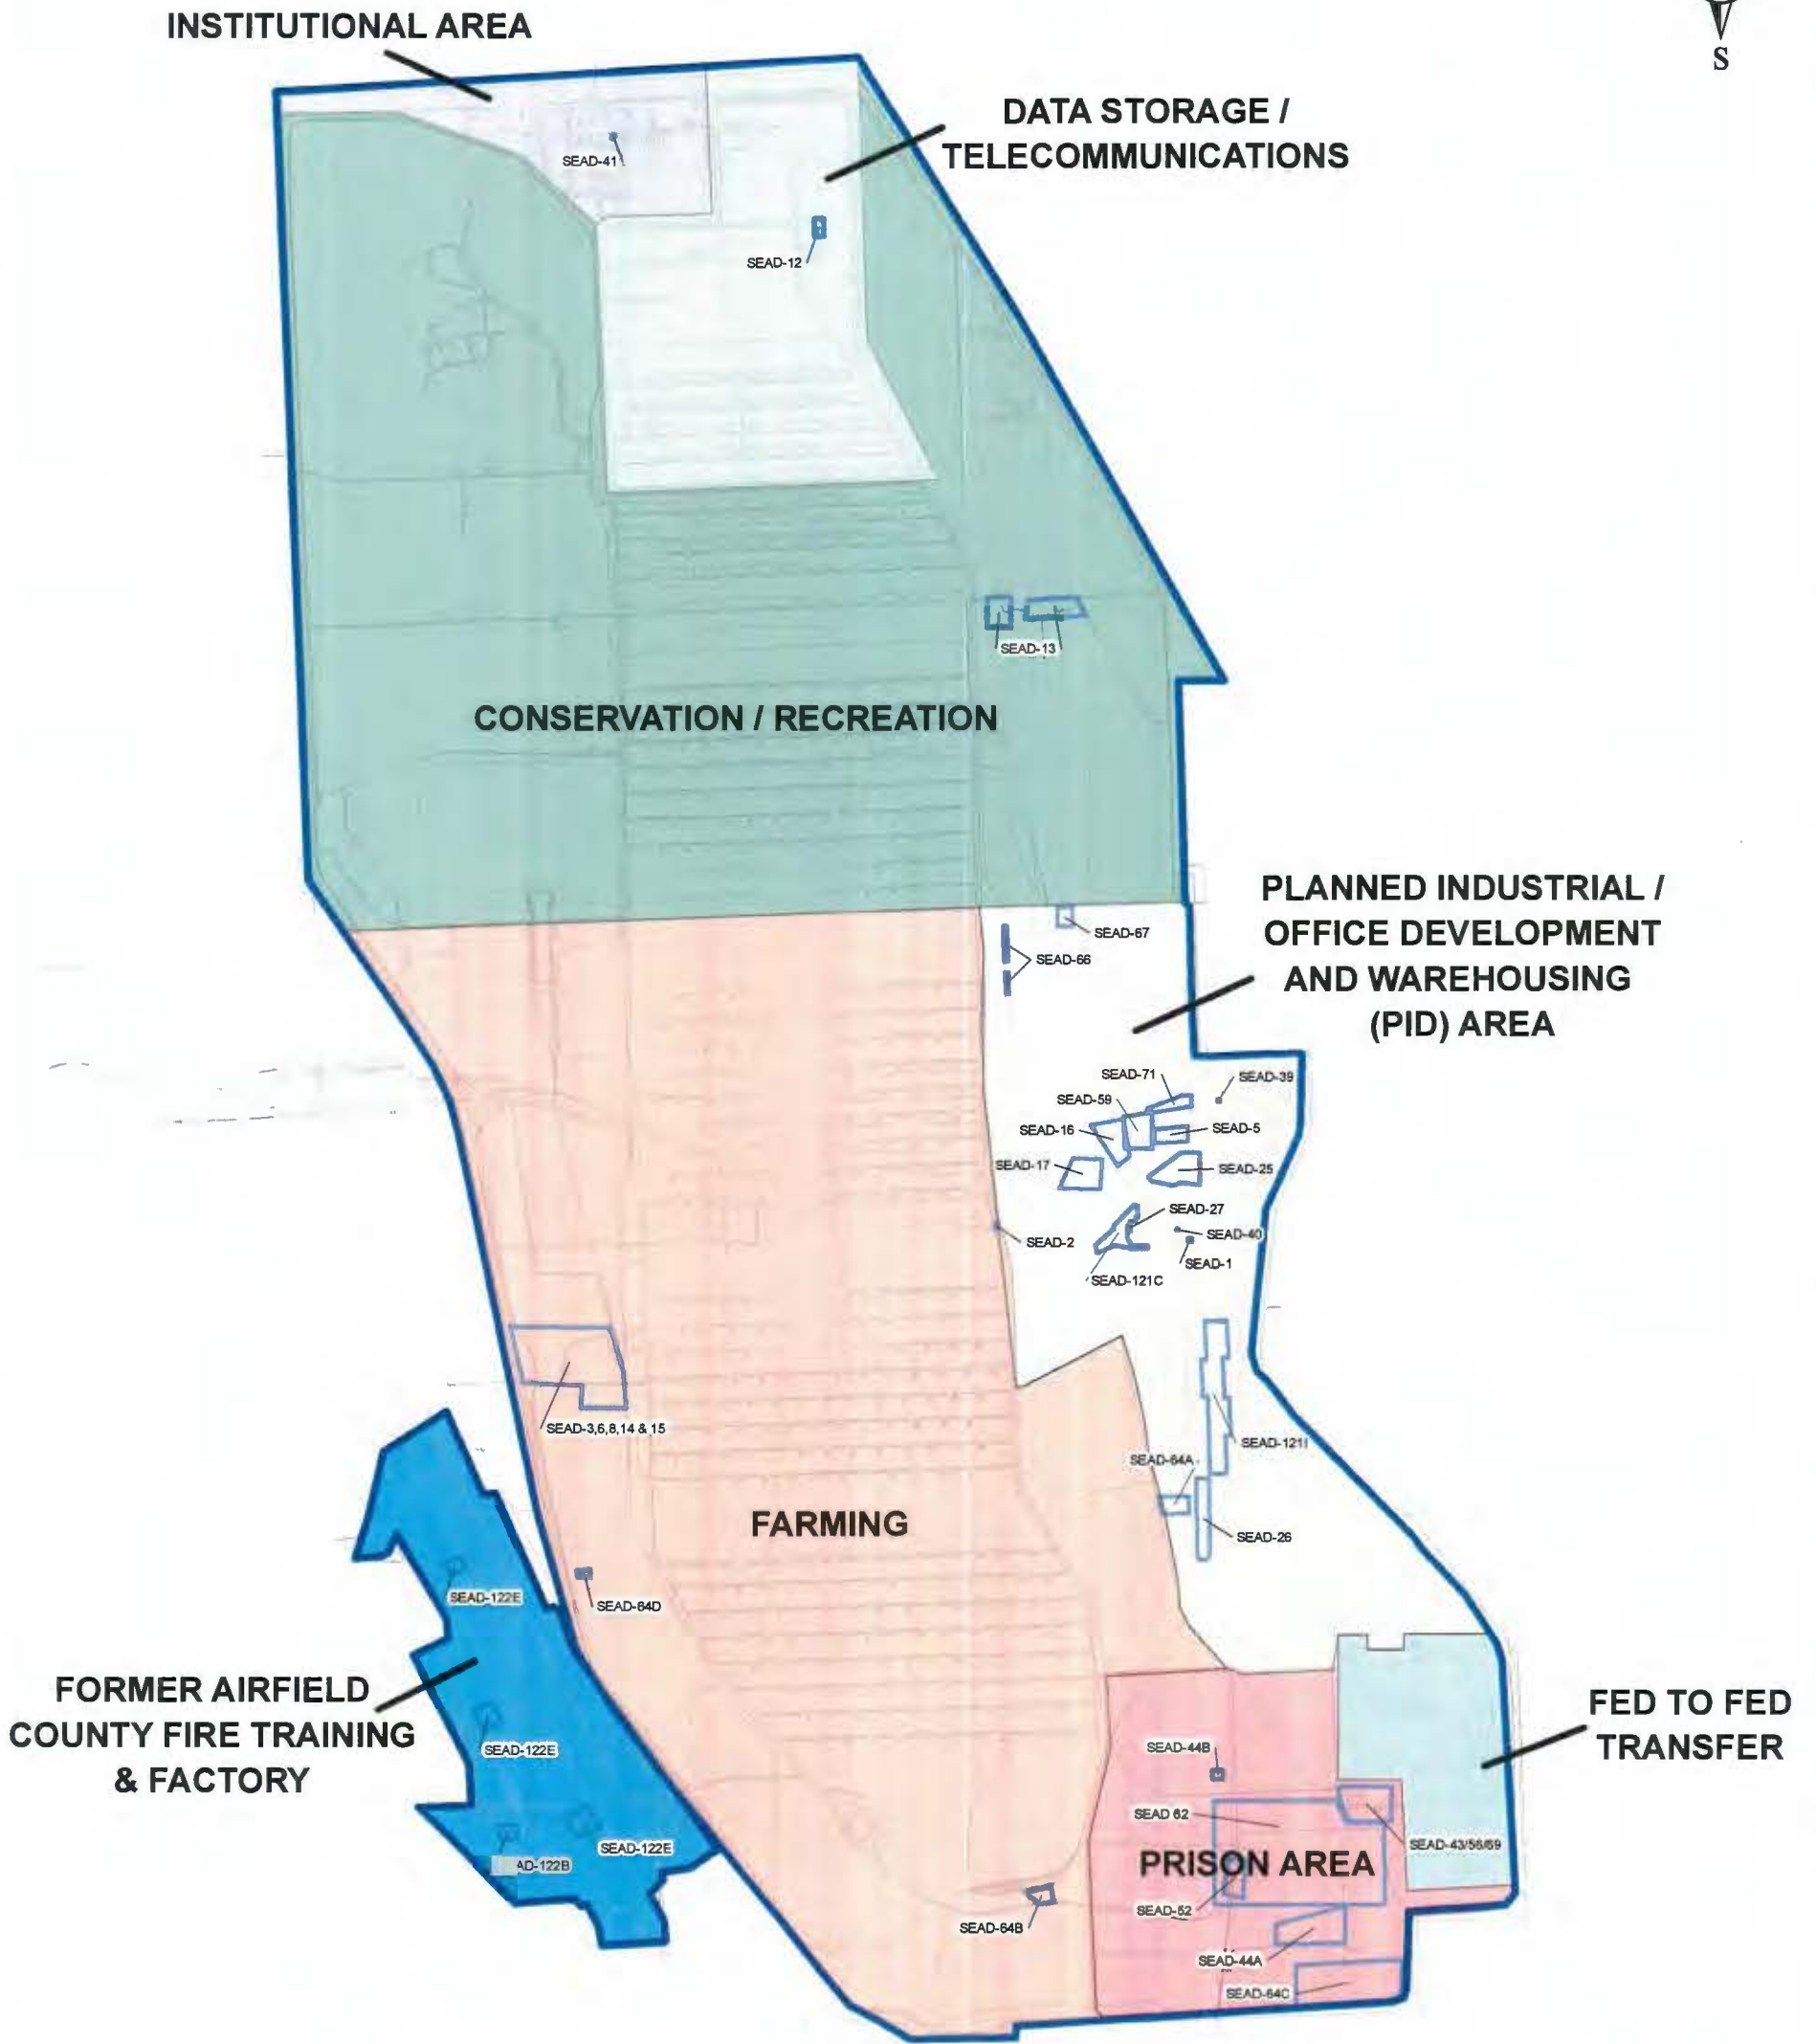 S
INSTITUTIONAL AREA
DATA STORAGE /
TELECOMMUNICATIONS
SEAD-41
SEAD-12
SEAD-13
CONSERVATION / RECREATION
PLANNED INDUSTRIAL /
OFFICE DEVELOPMENT
AND WAREHOUSING
(PID) AREA
SEAD-67
SEAD-66
SEAD-71
SEAD-39
SEAD-59
SEAD-16
SEAD-5
SEAD-17
SEAD-25
SEAD-27
SEAD-2
SEAD-40
SEAD-1
SEAD-121C
SEAD-3,6,8,14 & 15
SEAD-121I
SEAD-64A
FARMING
SEAD-26
SEAD-122E
SEAD-64D
FORMER AIRFIELD
COUNTY FIRE TRAINING
& FACTORY
FED TO FED
TRANSFER
SEAD-122E
SEAD-44B
SEAD 62
SEAD-43/56/69
SEAD-122E
AD-122B
PRISON AREA
SEAD-52
SEAD-64B
SEAD-44A
SEAD-64C